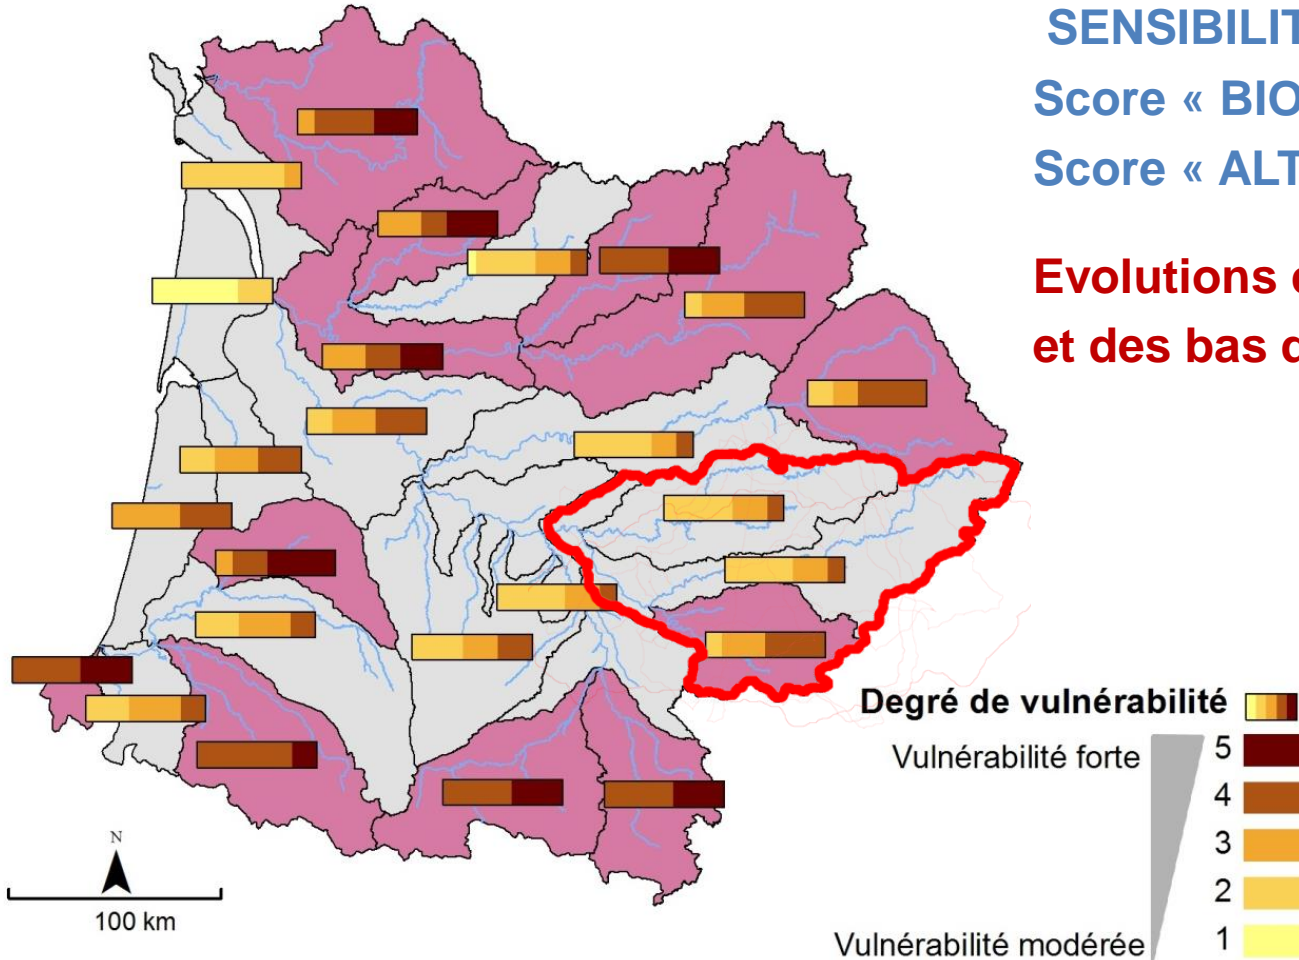 SENSIBILIT
Score « BIO
Score « ALT
Evolutions
et des bas
Degré de vulnérabilité
Vulnérabilité forte
5
4
3
2
1
Vulnérabilité modérée
N
100 km